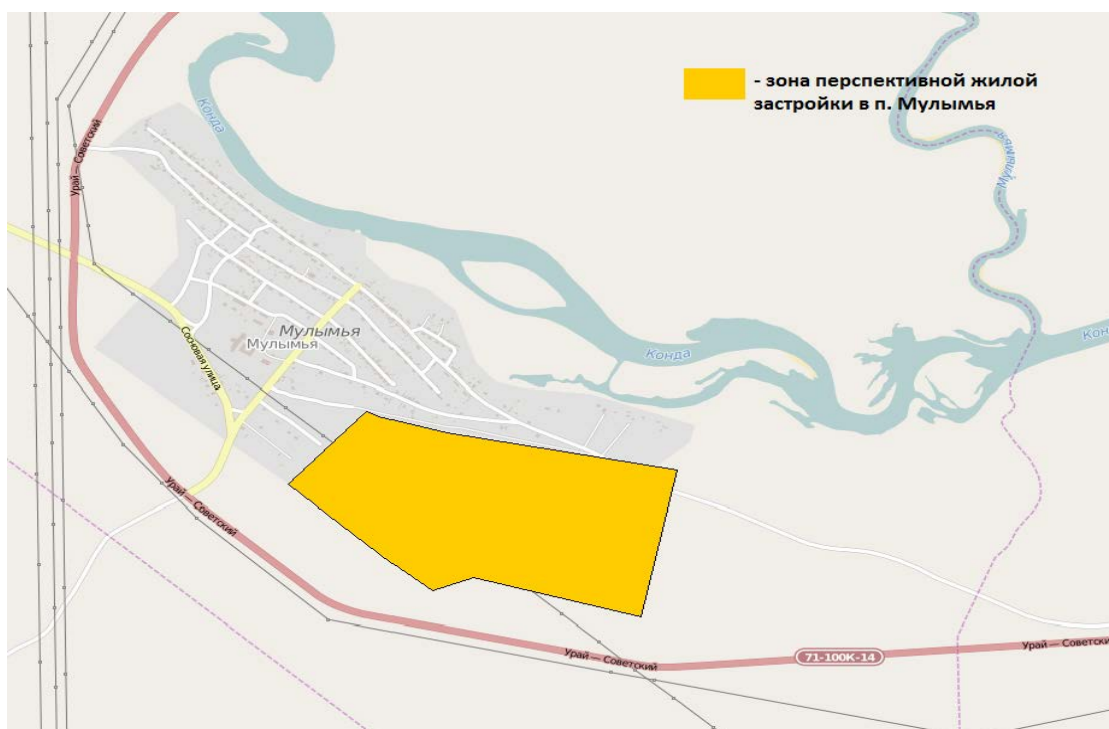 - зона перспективной жилой
застройки в п. Мулымья
Конда
Урай — Советский
Мулымья
Сосновая улица
Мулымья
Мулымья
Конда
Кон
Урай — Советский
Урай — Советский
71-100К-14
Урай — Советский